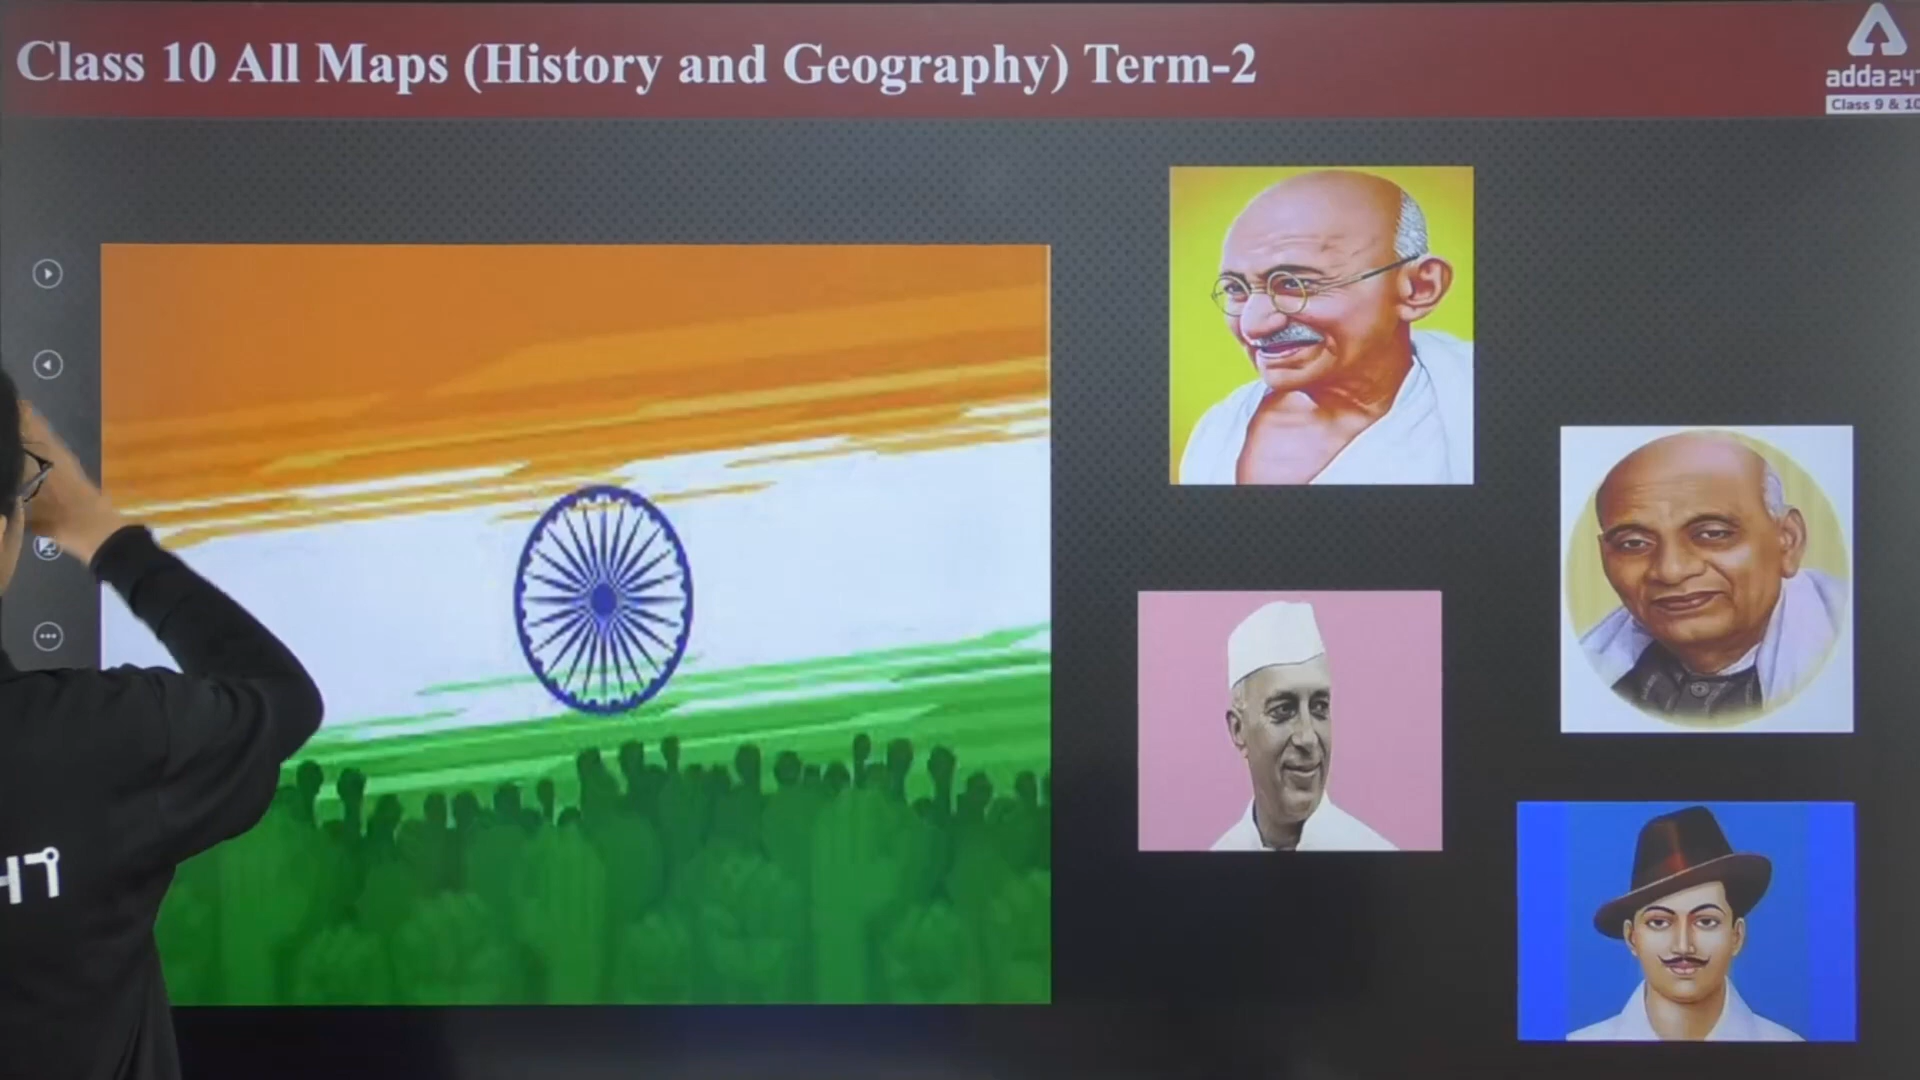 Class 10 All Maps (History and Geography) Term-2
adda247
Class 9 & 10